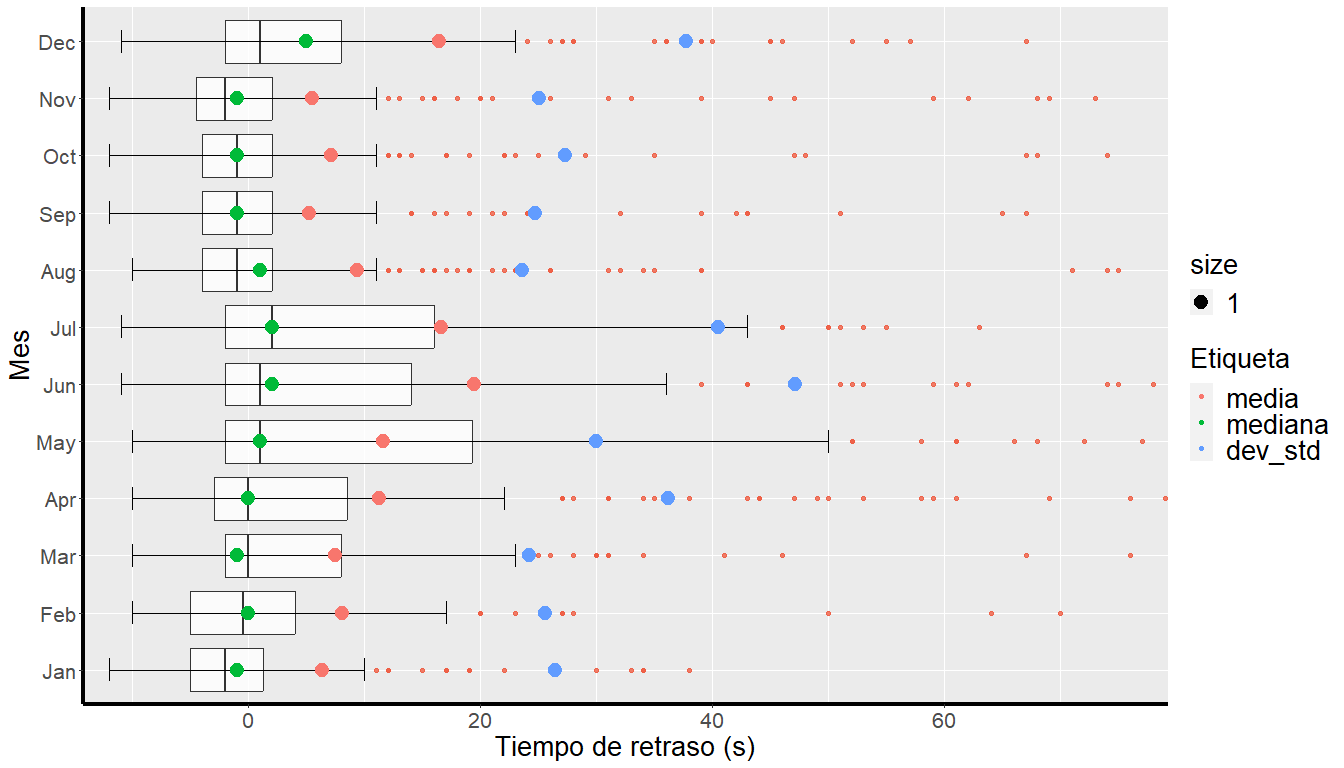 Mes
Dec
Nov
Oct
Sep
Aug
Jul
Jun
May
Apr
Mar
Feb
Jan
0 20 40 60
Tiempo de retraso (s)
size
1
Etiqueta
media
mediana
dev_std